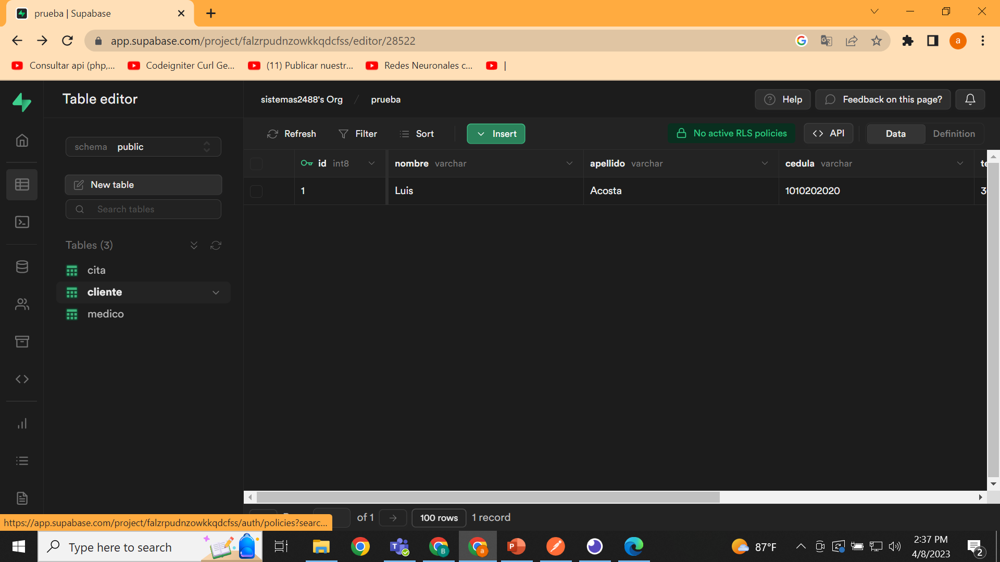 prueba | Supabase
app.supabase.com/project/falzrpudnzowkkqdcfss/editor/28522
a
Consultar api (php,...
Codeigniter Curl Ge...
(11) Publicar nuestr...
Redes Neuronales c...
|
Table editor
sistemas2488's Org / prueba
Help
Feedback on this page?
schema public
Refresh
Filter
Sort
Insert
No active RLS policies
API
Data
Definition
New table
Search tables
id int8
nombre varchar
apellido varchar
cedula varchar
te
1
Luis
Acosta
1010202020
3
Tables (3)
cita
cliente
medico
of 1
100 rows
1 record
https://app.supabase.com/project/falzrpudnzowkkqdcfss/auth/policies?searc...
Type here to search
87°F
2:37 PM
4/8/2023
2